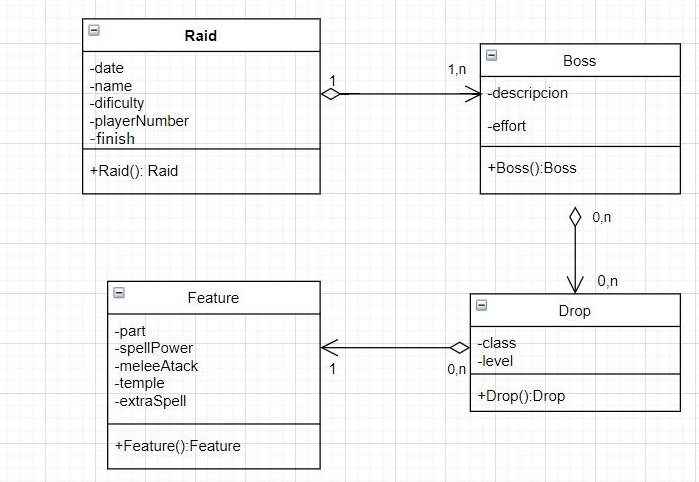 Raid
-date
-name
-dificulty
-playerNumber
-finish
+Raid(): Raid
1
1,n
Boss
-descripcion
-effort
+Boss():Boss
0,n
0,n
Feature
-part
-spellPower
-meleeAtack
-temple
-extraSpell
+Feature():Feature
1
0,n
Drop
-class
-level
+Drop():Drop